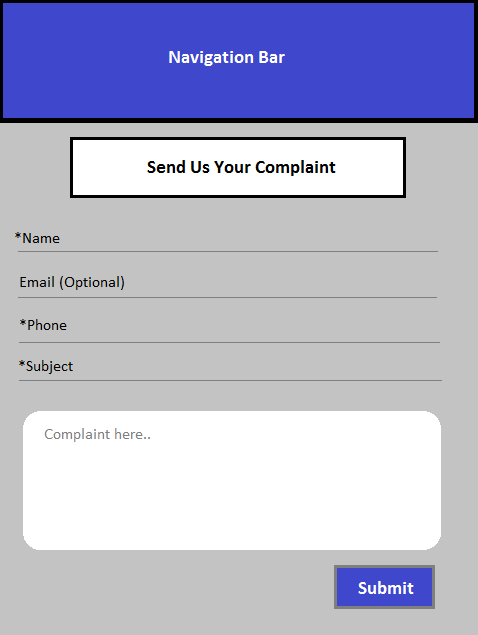 Navigation Bar
Send Us Your Complaint
*Name
Email (Optional)
*Phone
*Subject
Complaint here..
Submit